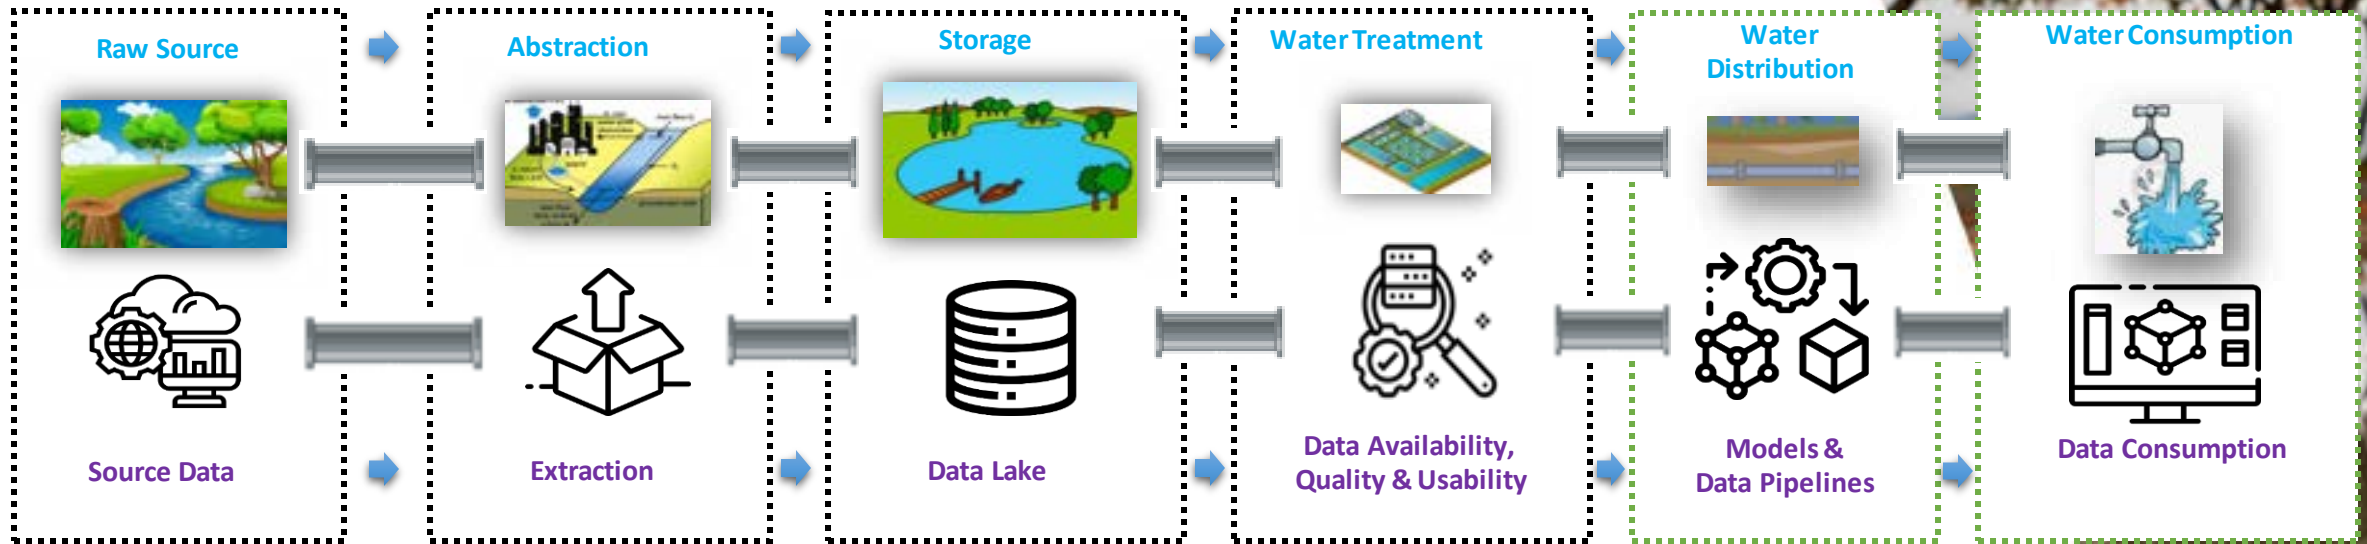 Raw Source
Abstraction
Storage
Water Treatment
Water
Distribution
Water Consumption
Source Data
Extraction
Data Lake
Data Availability,
Quality & Usability
Models &
Data Pipelines
Data Consumption